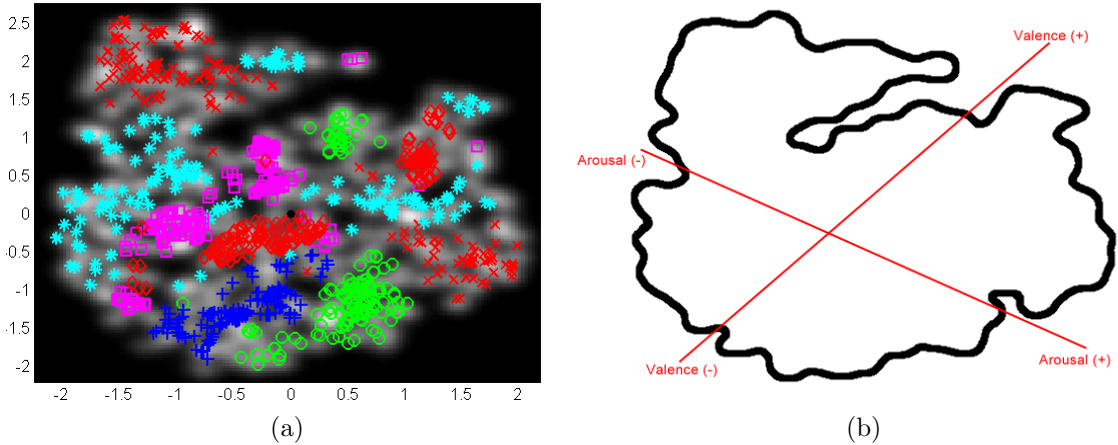 2.5
2
1.5
1
0.5
0
-0.5
-1
-1.5
-2
-2 -1.5 -1 -0.5 0 0.5 1 1.5 2
(a)
Valence (+)
Arousal (-)
Valence (-)
Arousal (+)
(b)